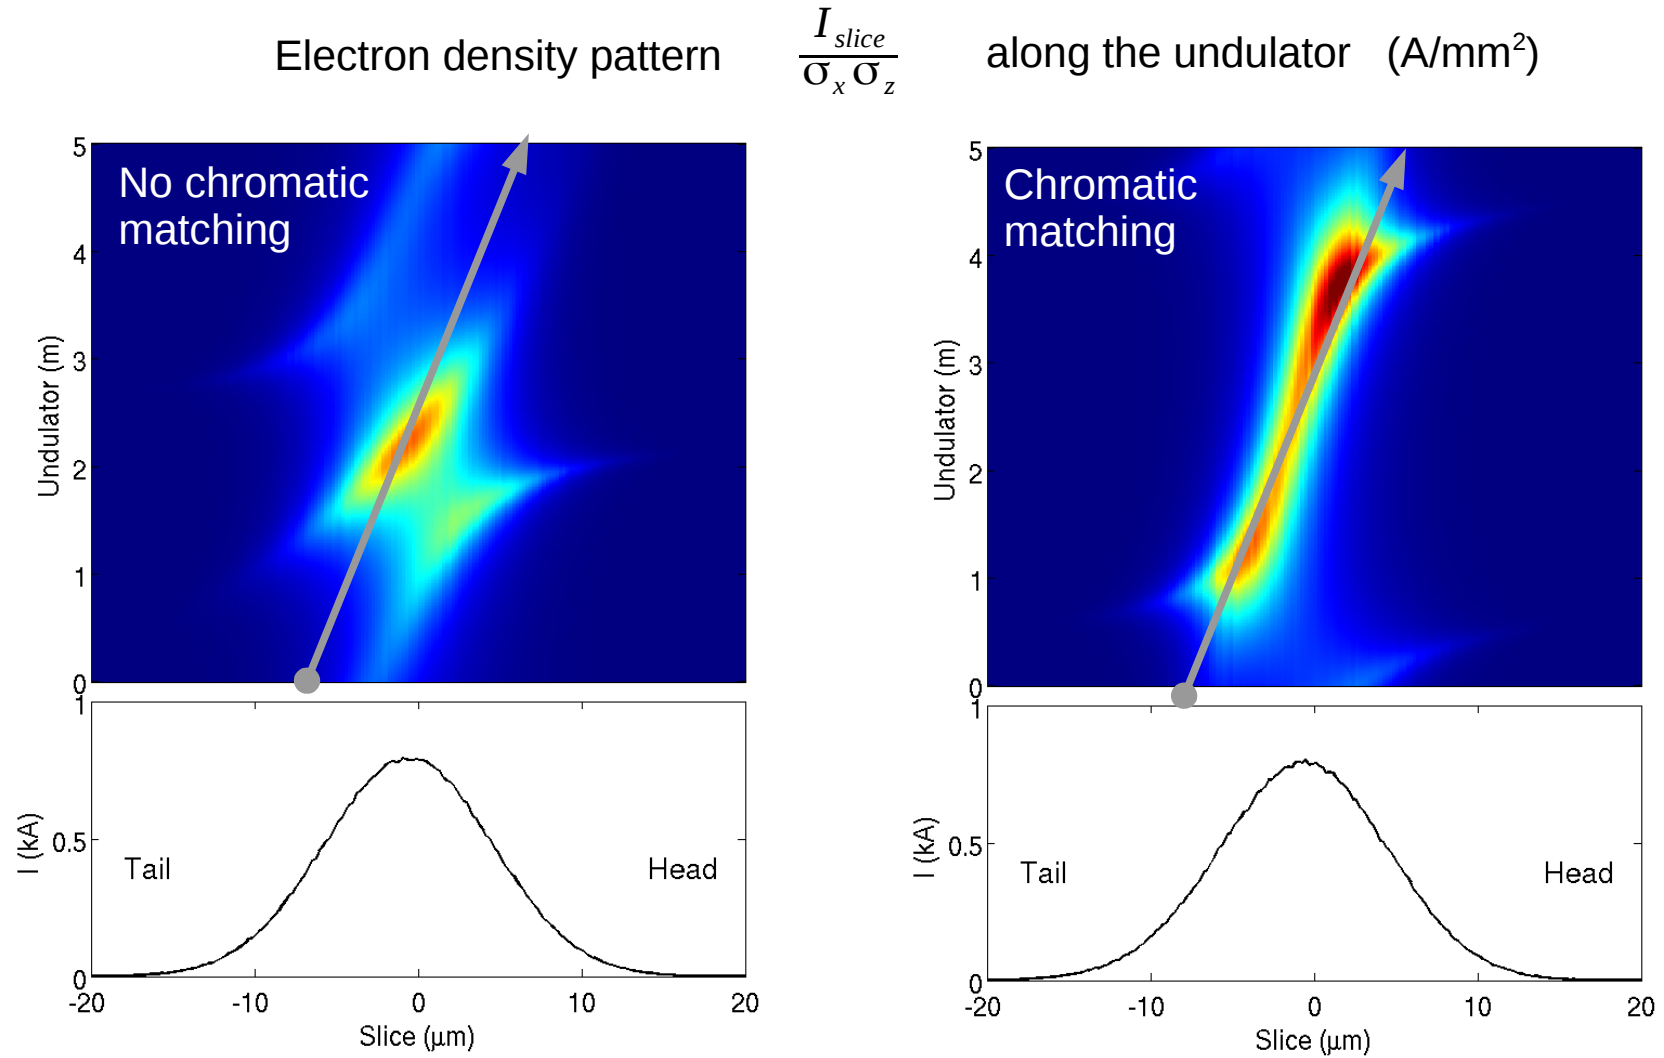 Electron density pattern I_slice / σ_x σ_z along the undulator (A/mm²)
No chromatic
matching
5
4
3
2
1
0
Undulator (m)
1
0.5
0
I (kA)
Tail
Head
-20
-10
0
10
20
Slice (μm)
Chromatic
matching
5
4
3
2
1
0
Undulator (m)
1
0.5
0
I (kA)
Tail
Head
-20
-10
0
10
20
Slice (μm)